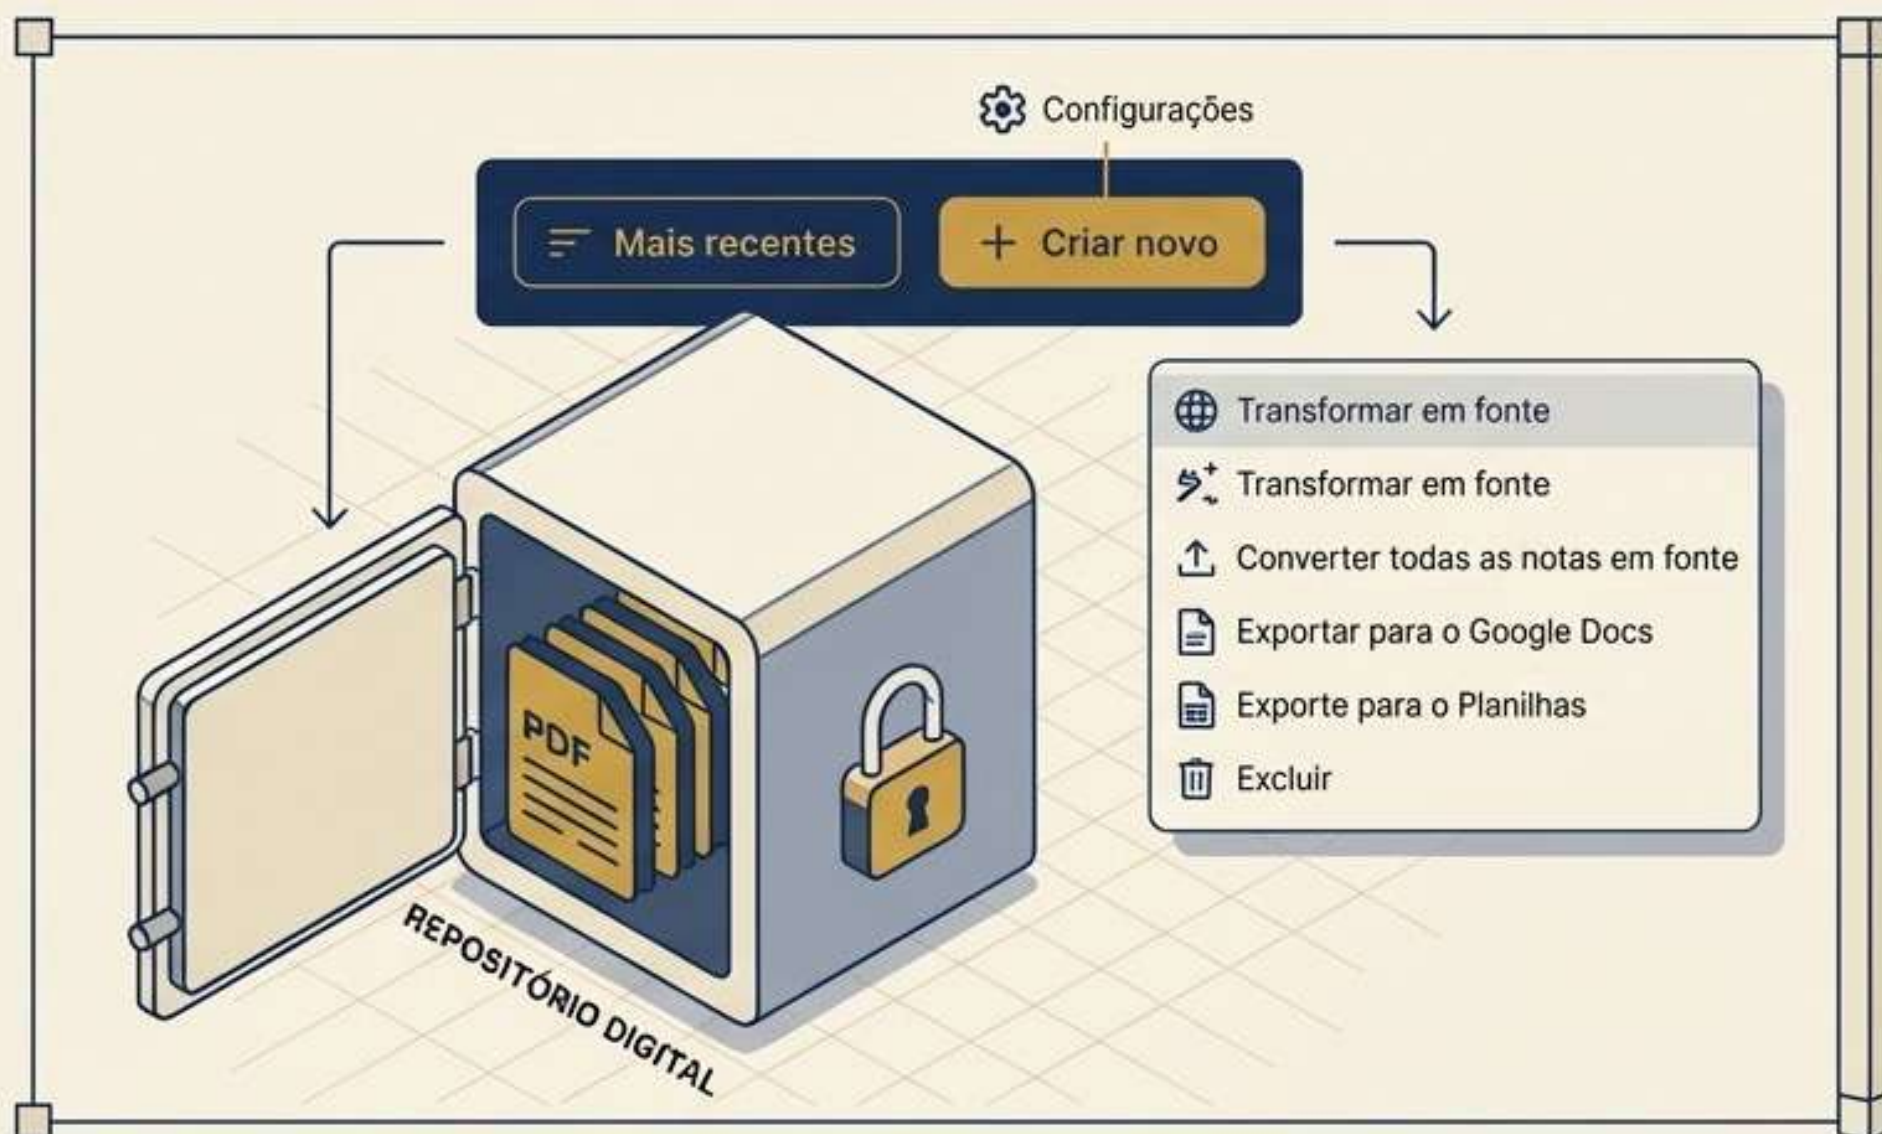 Configurações
Mais recentes
+ Criar novo
Transformar em fonte
Transformar em fonte
Converter todas as notas em fonte
Exportar para o Google Docs
Exporte para o Planilhas
Excluir
PDF
REPOSITÓRIO DIGITAL